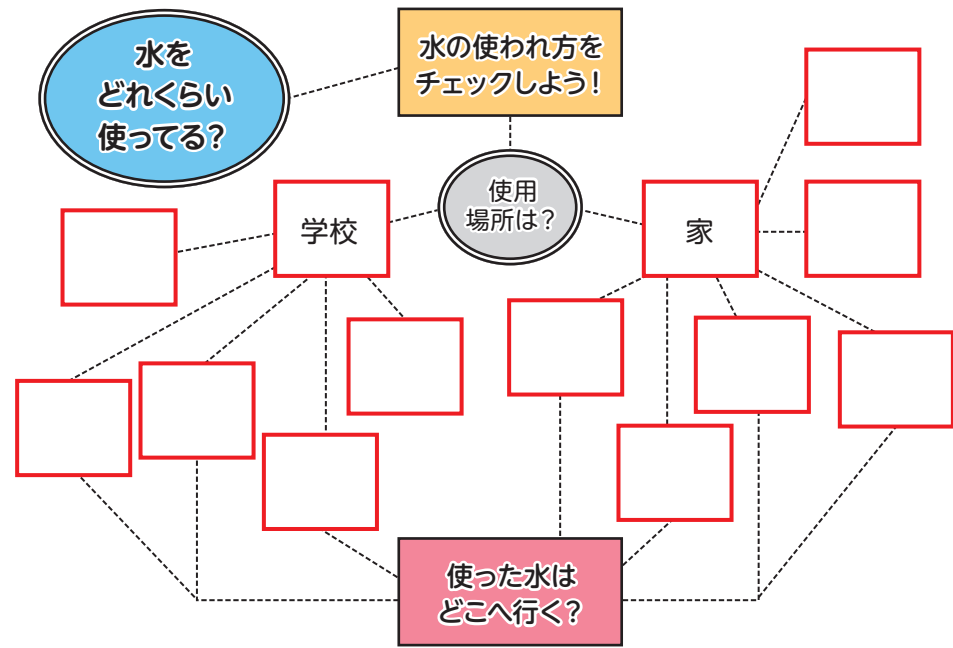 水を
どれくらい
使ってる？
水の使われ方を
チェックしよう！
使用
場所は？
学校
家
使った水は
どこへ行く？